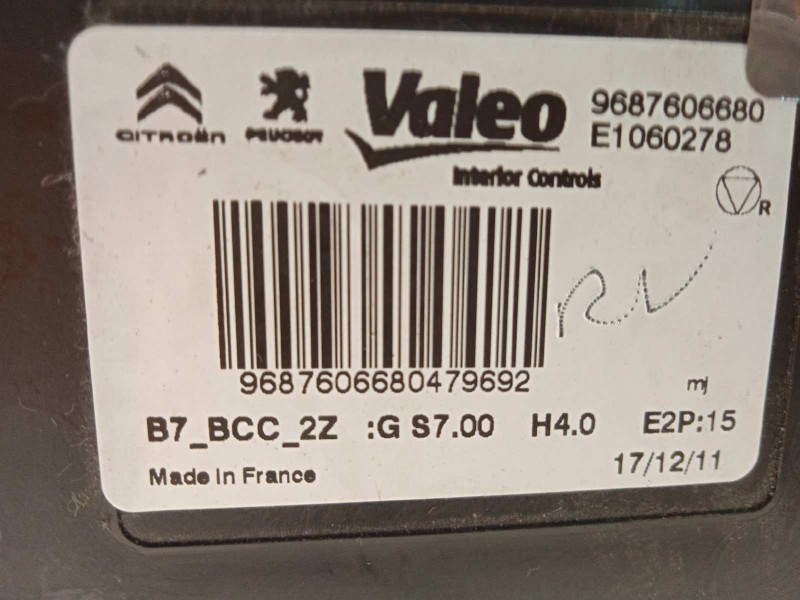 CITROËN PEUGEOT Valeo 9687606680
E1060278
Interior Controls
R
9687606680479692
mj
B7_BCC_2Z :G S7.00 H4.0 E2P:15
Made in France 17/12/11